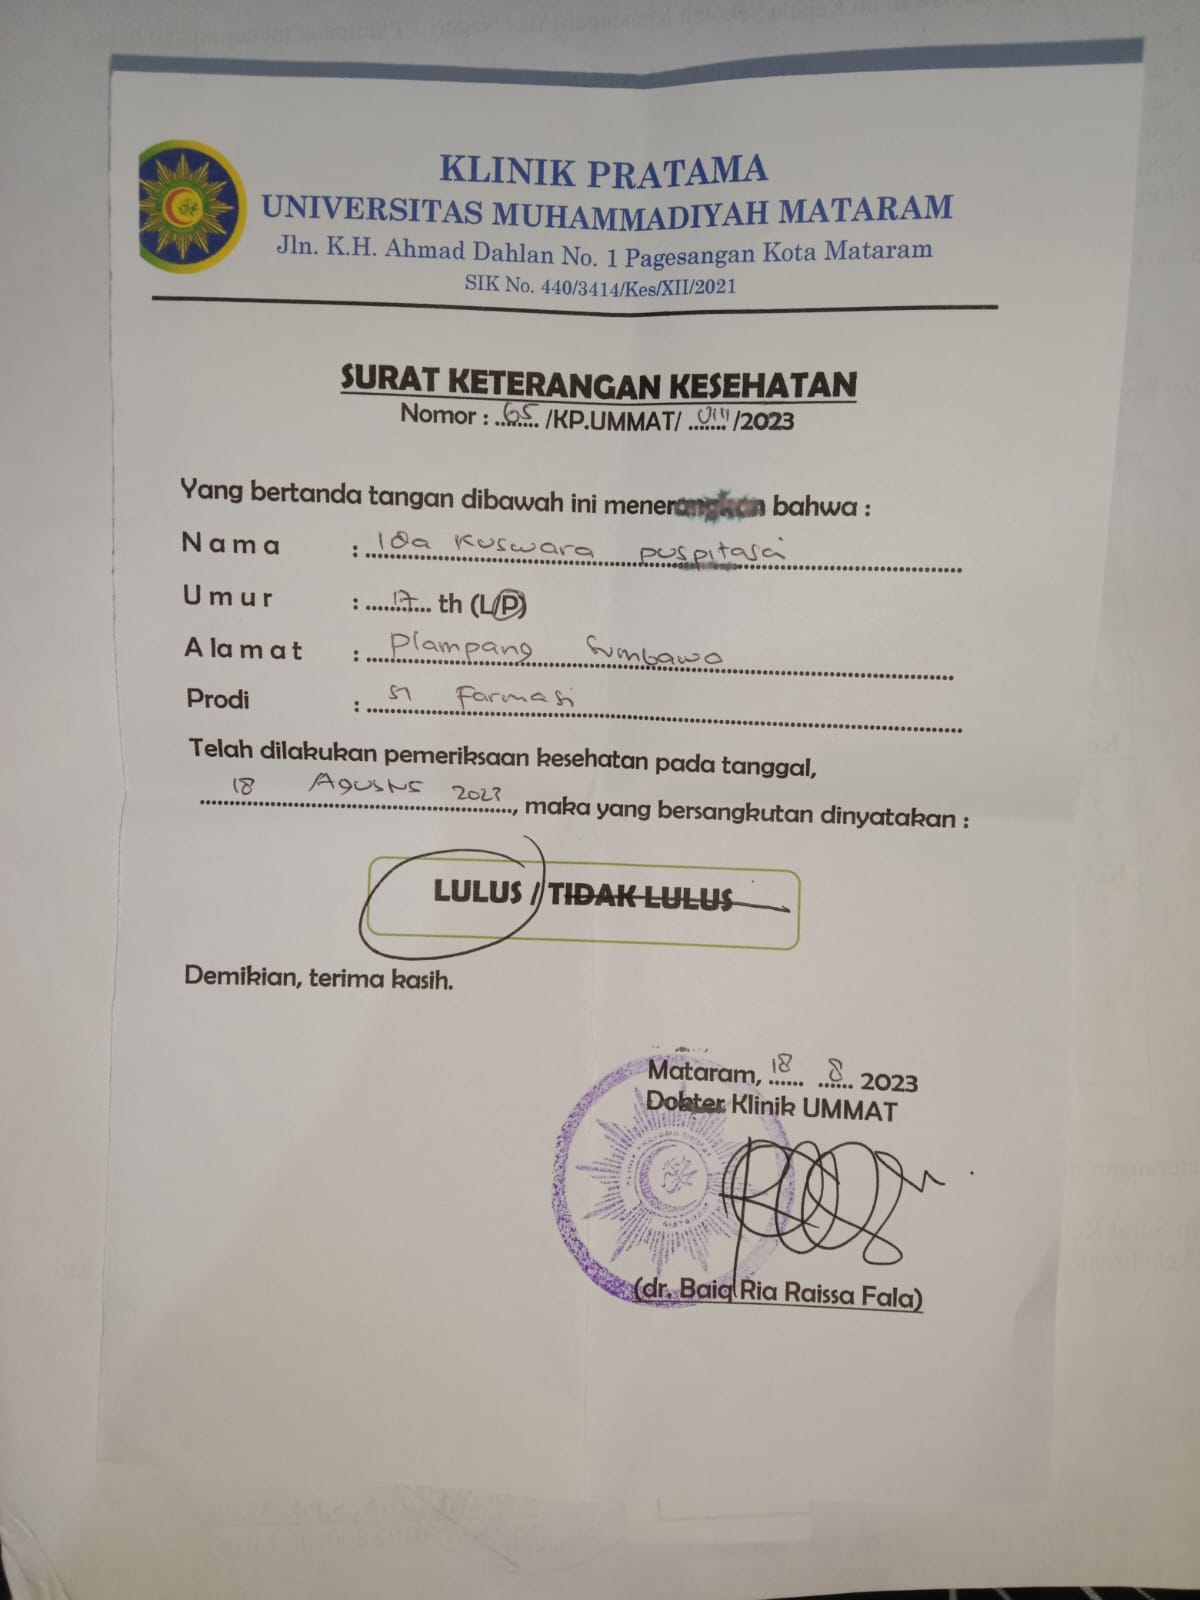 KLINIK PRATAMA
UNIVERSITAS MUHAMMADIYAH MATARAM
Jln. K.H. Ahmad Dahlan No. 1 Pagesangan Kota Mataram
SIK No. 440/3414/Kes/XII/2021
SURAT KETERANGAN KESEHATAN
Nomor : 65 /KP.UMMAT/ VIII /2023
Yang bertanda tangan dibawah ini menerangkan bahwa :
Nama : Ida Kuswara puspitasari
Umur : 17 th (L/P)
Alamat : Plampang Sumbawa
Prodi : S1 Farmasi
Telah dilakukan pemeriksaan kesehatan pada tanggal,
18 Agustus 2023, maka yang bersangkutan dinyatakan :
LULUS / TIDAK LULUS
Demikian, terima kasih.
Mataram, 18 8 2023
Dokter Klinik UMMAT
MATARAM
(dr. Baiq Ria Raissa Fala)